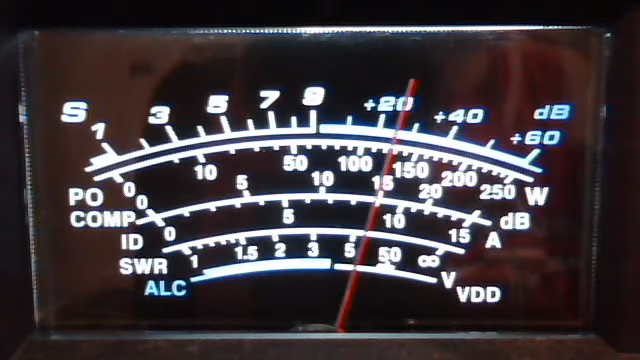 S 1 3 5 7 9 +20 +40 +60 dB
PO 0 10 50 100 150 200 250 W
COMP 0 5 10 15 20 dB
ID 0 5 10 15 A
SWR 1 1.5 2 3 5 50 ∞ V
ALC VDD